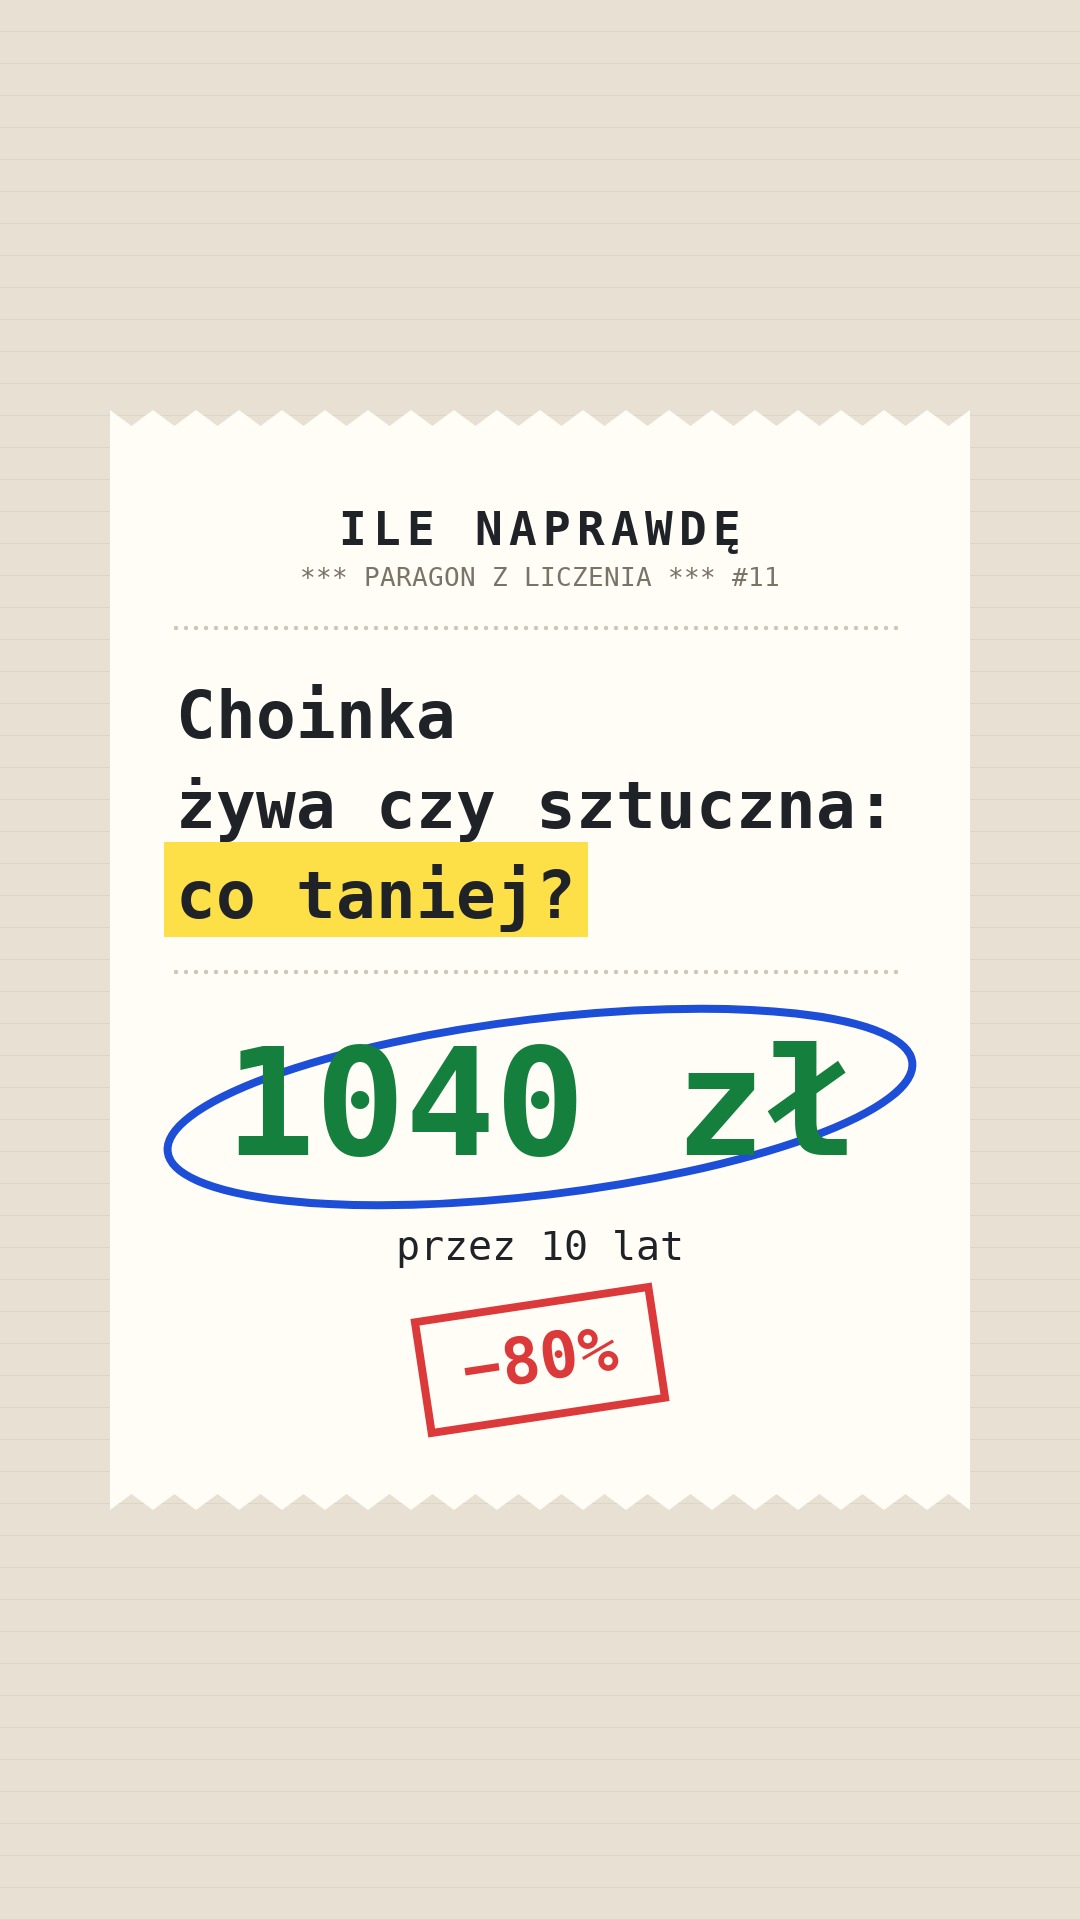 ILE NAPRAWDĘ
*** PARAGON Z LICZENIA *** #11
Choinka
żywa czy sztuczna:
co taniej?
1040 zł
przez 10 lat
−80%